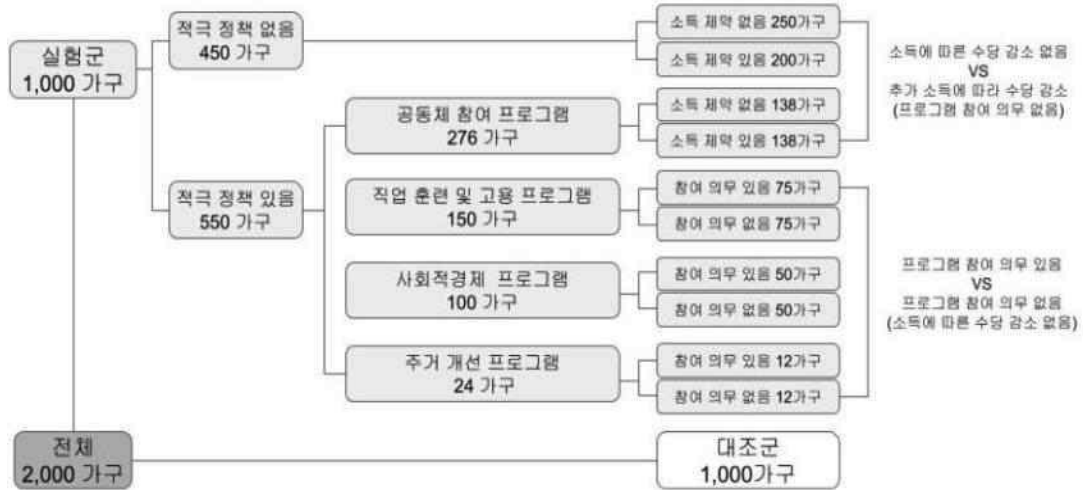 실험군
1,000 가구
적극 정책 없음
450 가구
소득 제약 없음 250가구
소득 제약 있음 200가구
소득에 따른 수당 감소 없음
VS
추가 소득에 따라 수당 감소
(프로그램 참여 의무 없음)
적극 정책 있음
550 가구
공동체 참여 프로그램
276 가구
소득 제약 없음 138가구
소득 제약 있음 138가구
직업 훈련 및 고용 프로그램
150 가구
참여 의무 있음 75가구
참여 의무 없음 75가구
사회적경제 프로그램
100 가구
참여 의무 있음 50가구
참여 의무 없음 50가구
주거 개선 프로그램
24 가구
참여 의무 있음 12가구
참여 의무 없음 12가구
프로그램 참여 의무 있음
VS
프로그램 참여 의무 없음
(소득에 따른 수당 감소 없음)
전체
2,000 가구
대조군
1,000가구